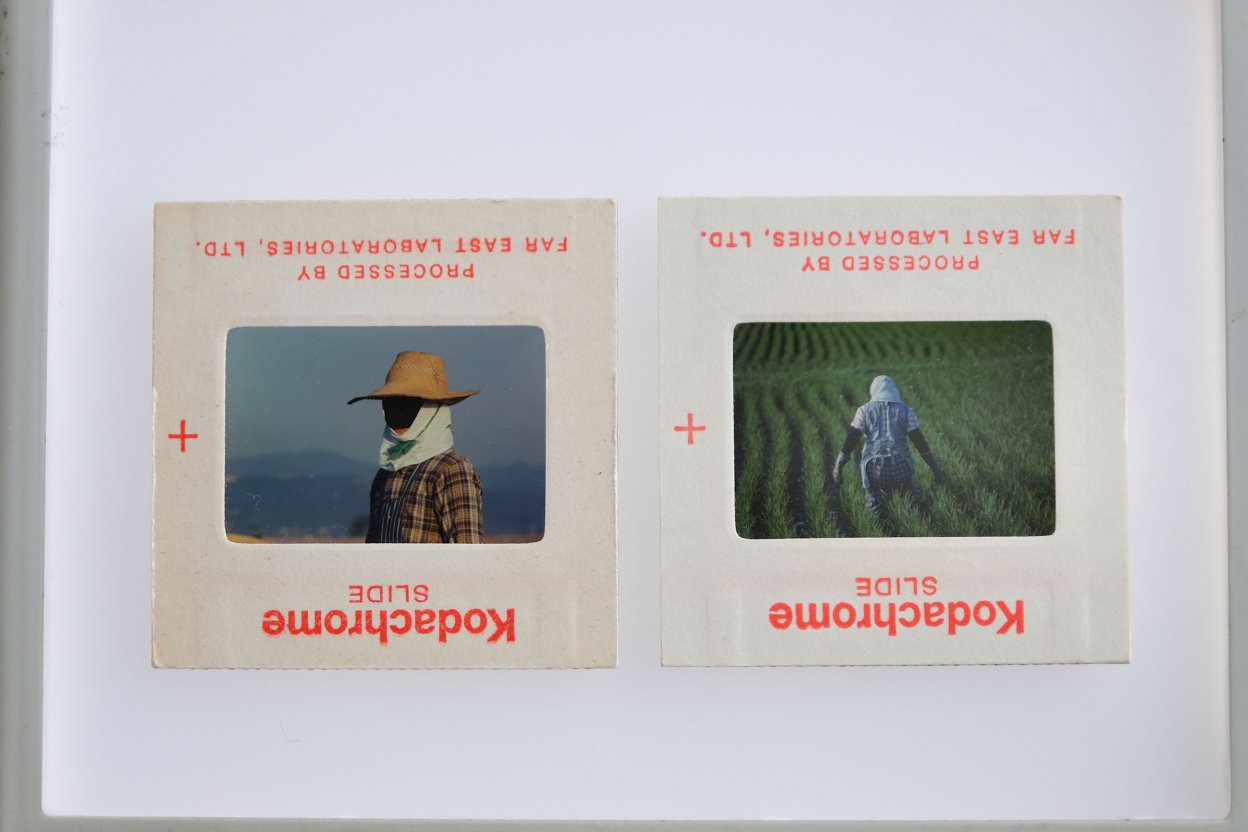 Kodachrome
SLIDE
PROCESSED BY
FAR EAST LABORATORIES, LTD.
Kodachrome
SLIDE
PROCESSED BY
FAR EAST LABORATORIES, LTD.